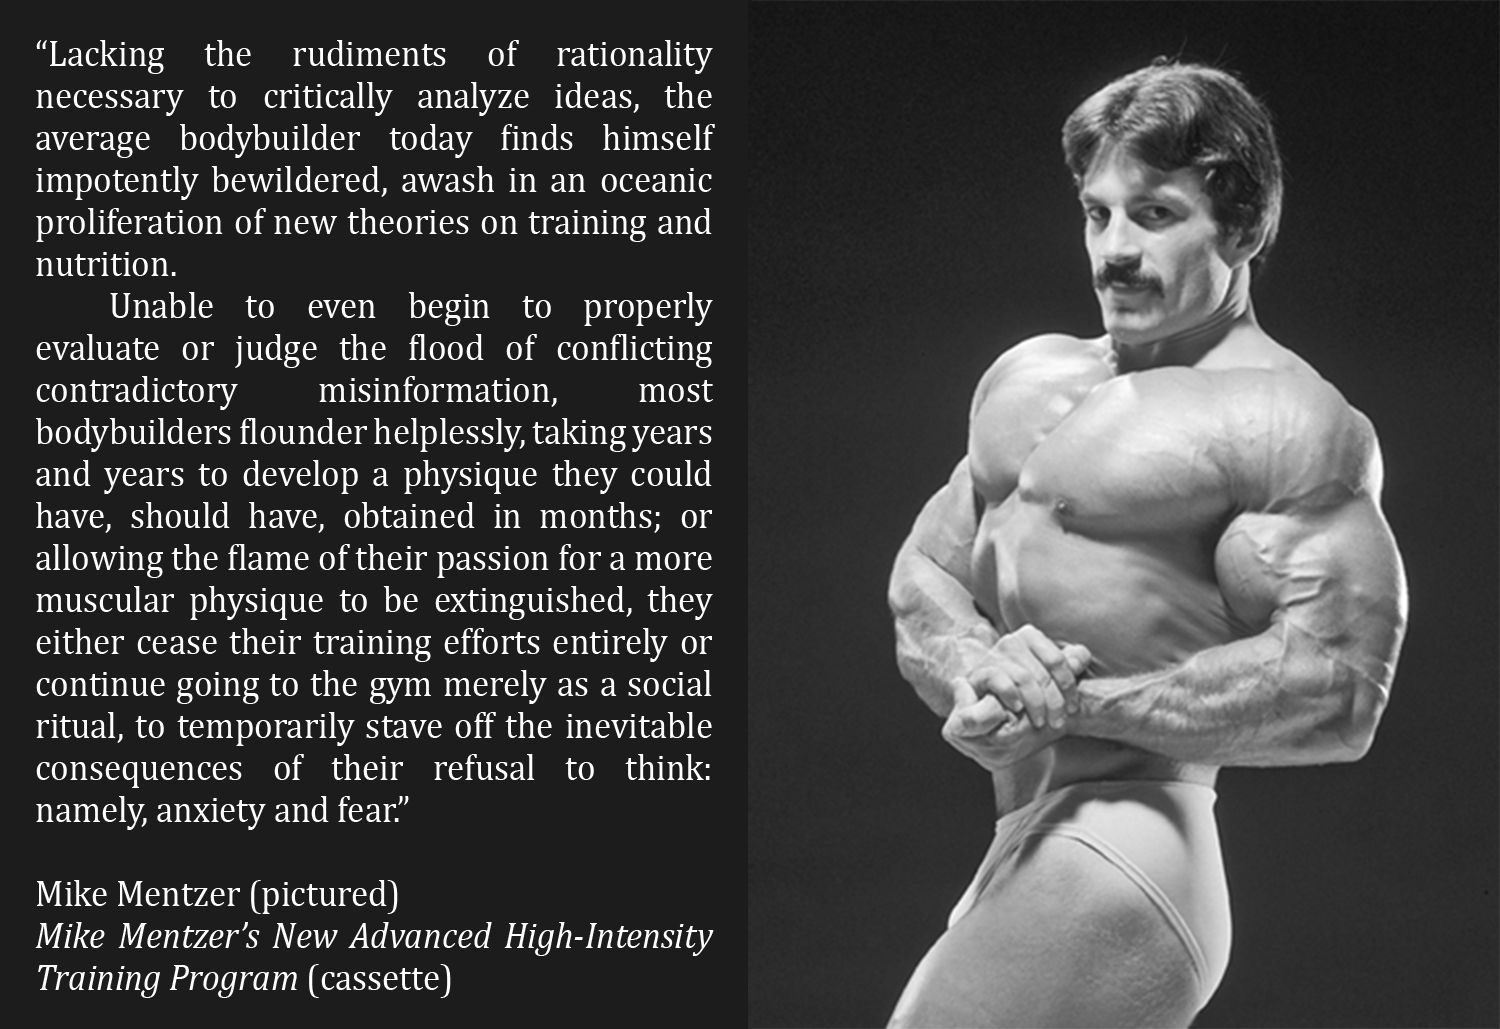 “Lacking the rudiments of rationality
necessary to critically analyze ideas, the
average bodybuilder today finds himself
impotently bewildered, awash in an oceanic
proliferation of new theories on training and
nutrition.
Unable to even begin to properly
evaluate or judge the flood of conflicting
contradictory misinformation, most
bodybuilders flounder helplessly, taking years
and years to develop a physique they could
have, should have, obtained in months; or
allowing the flame of their passion for a more
muscular physique to be extinguished, they
either cease their training efforts entirely or
continue going to the gym merely as a social
ritual, to temporarily stave off the inevitable
consequences of their refusal to think:
namely, anxiety and fear.”
Mike Mentzer (pictured)
Mike Mentzer’s New Advanced High-Intensity
Training Program (cassette)